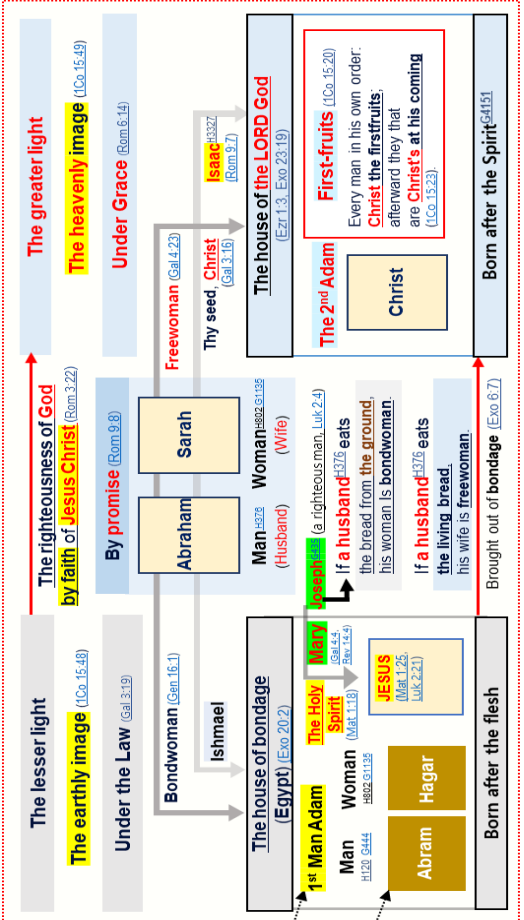 The lesser light
The earthly image (1Co 15:48)
Under the Law (Gal 3:19)
Bondwoman (Gen 16:1)
Ishmael
The house of bondage
(Egypt) (Exo 20:2)
1st Man Adam
Man
H120 G444
Woman
H802 G1135
Abram
Hagar
The Holy
Spirit
(Mat 1:18)
Mary
(Gal 4:4,
Rev 14:4)
JESUS
(Mat 1:25,
Luk 2:21)
Born after the flesh
The righteousness of God
by faith of Jesus Christ (Rom 3:22)
By promise (Rom 9:8)
Abraham
Sarah
Man H376
(Husband)
Woman H802 G1135
(Wife)
Joseph G435 (a righteous man, Luk 2:4)
If a husband H376 eats
the bread from the ground,
his woman Is bondwoman.
If a husband H376 eats
the living bread,
his wife is freewoman.
Brought out of bondage (Exo 6:7)
The greater light
The heavenly image (1Co 15:49)
Under Grace (Rom 6:14)
Freewoman (Gal 4:23)
Thy seed, Christ
(Gal 3:16)
Isaac H3327
(Rom 9:7)
The house of the LORD God
(Ezr 1:3, Exo 23:19)
The 2nd Adam
Christ
First-fruits (1Co 15:20)
Every man in his own order:
Christ the firstfruits;
afterward they that
are Christ's at his coming
(1Co 15:23).
Born after the Spirit G4151